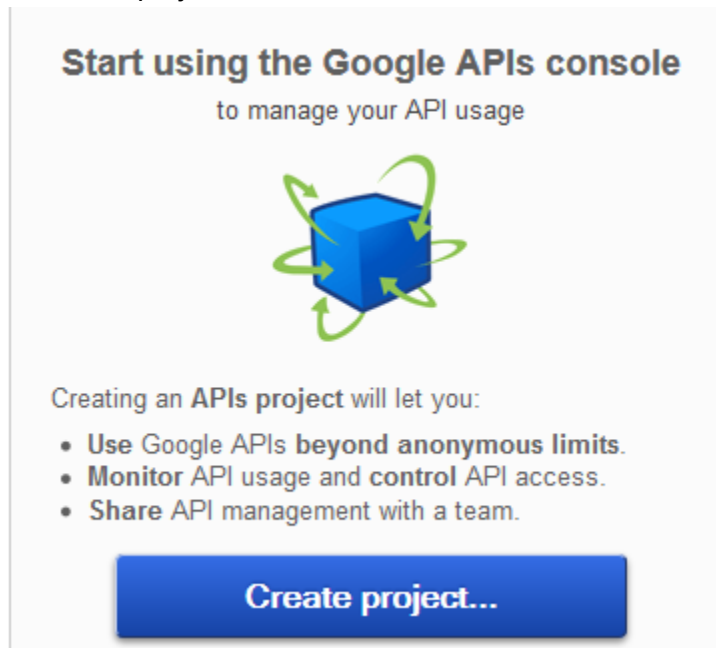 Start using the Google APIs console
to manage your API usage
Creating an APIs project will let you:
• Use Google APIs beyond anonymous limits.
• Monitor API usage and control API access.
• Share API management with a team.
Create project...